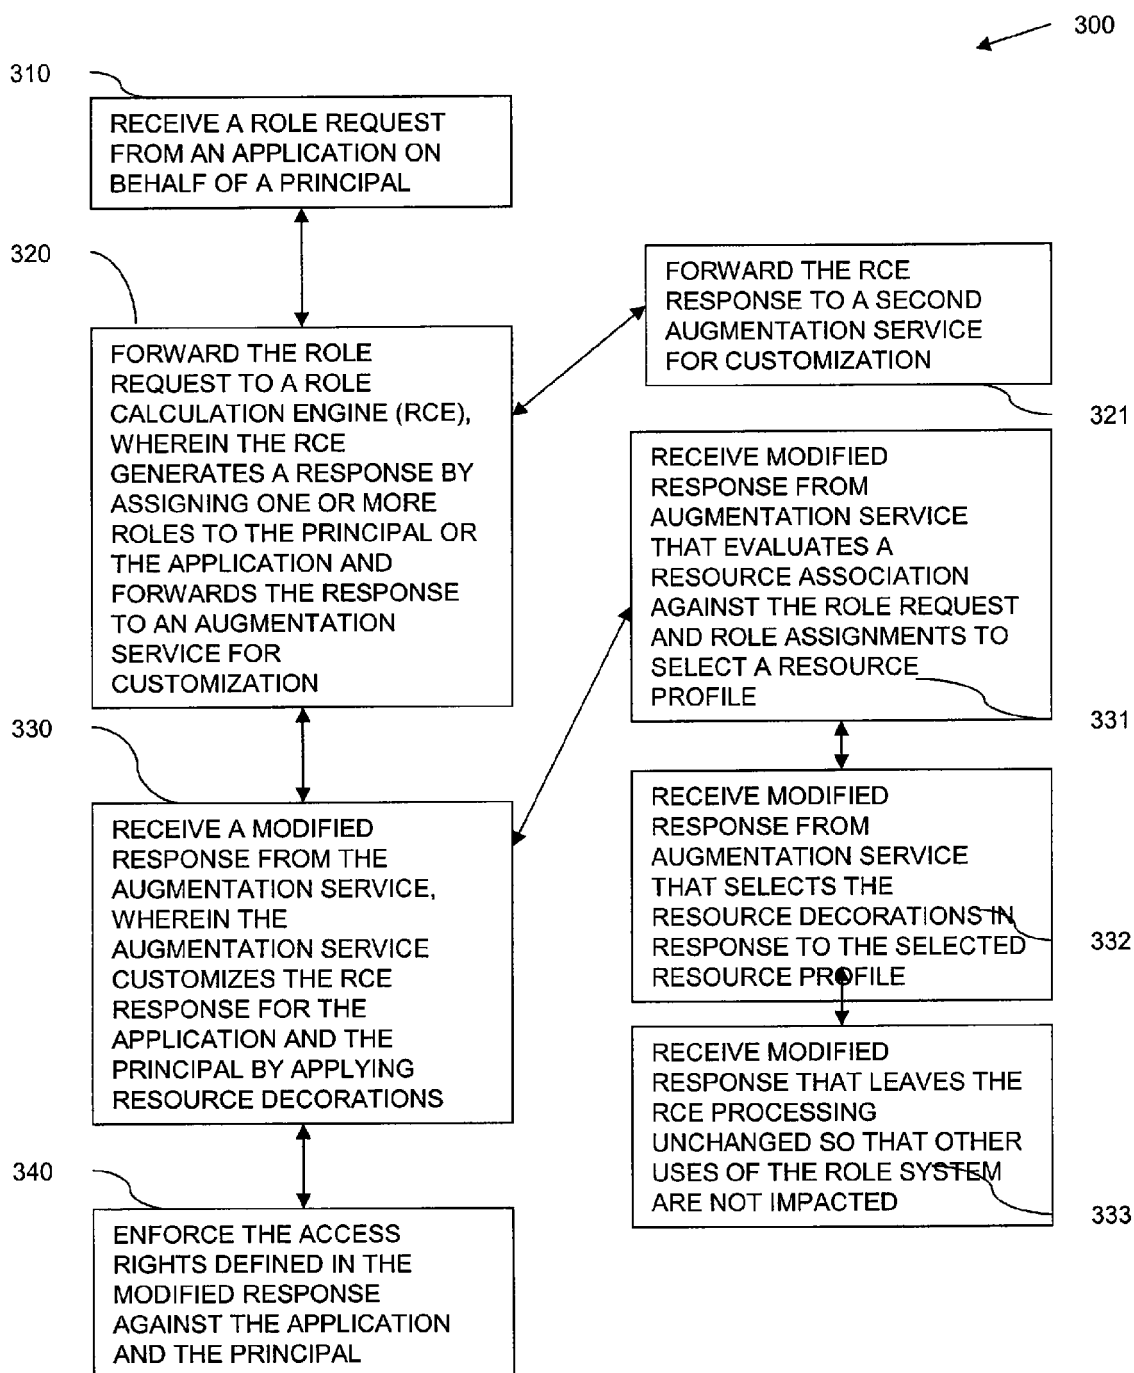 300
310
RECEIVE A ROLE REQUEST
FROM AN APPLICATION ON
BEHALF OF A PRINCIPAL
320
FORWARD THE ROLE
REQUEST TO A ROLE
CALCULATION ENGINE (RCE),
WHEREIN THE RCE
GENERATES A RESPONSE BY
ASSIGNING ONE OR MORE
ROLES TO THE PRINCIPAL OR
THE APPLICATION AND
FORWARDS THE RESPONSE
TO AN AUGMENTATION
SERVICE FOR
CUSTOMIZATION
FORWARD THE RCE
RESPONSE TO A SECOND
AUGMENTATION SERVICE
FOR CUSTOMIZATION
321
RECEIVE MODIFIED
RESPONSE FROM
AUGMENTATION SERVICE
THAT EVALUATES A
RESOURCE ASSOCIATION
AGAINST THE ROLE REQUEST
AND ROLE ASSIGNMENTS TO
SELECT A RESOURCE
PROFILE
331
330
RECEIVE A MODIFIED
RESPONSE FROM THE
AUGMENTATION SERVICE,
WHEREIN THE
AUGMENTATION SERVICE
CUSTOMIZES THE RCE
RESPONSE FOR THE
APPLICATION AND THE
PRINCIPAL BY APPLYING
RESOURCE DECORATIONS
RECEIVE MODIFIED
RESPONSE FROM
AUGMENTATION SERVICE
THAT SELECTS THE
RESOURCE DECORATIONS IN
RESPONSE TO THE SELECTED
RESOURCE PROFILE
332
RECEIVE MODIFIED
RESPONSE THAT LEAVES THE
RCE PROCESSING
UNCHANGED SO THAT OTHER
USES OF THE ROLE SYSTEM
ARE NOT IMPACTED
333
340
ENFORCE THE ACCESS
RIGHTS DEFINED IN THE
MODIFIED RESPONSE
AGAINST THE APPLICATION
AND THE PRINCIPAL